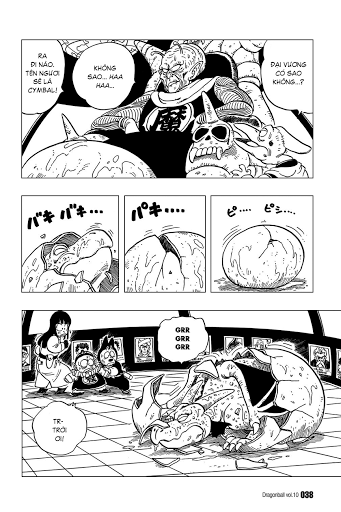 ĐẠI VƯƠNG
CÓ SAO
KHÔNG...?
KHÔNG
SAO... HAA
HAA...
RA
ĐI NÀO.
TÊN NGƯƠI
SẼ LÀ
CYMBAL!
魔
ピ.... ピシ....
パキ....
バキ バキ....
GRR
GRR
GRR
TR-
TRỜI
ƠI!
Dragonball vol.10 038